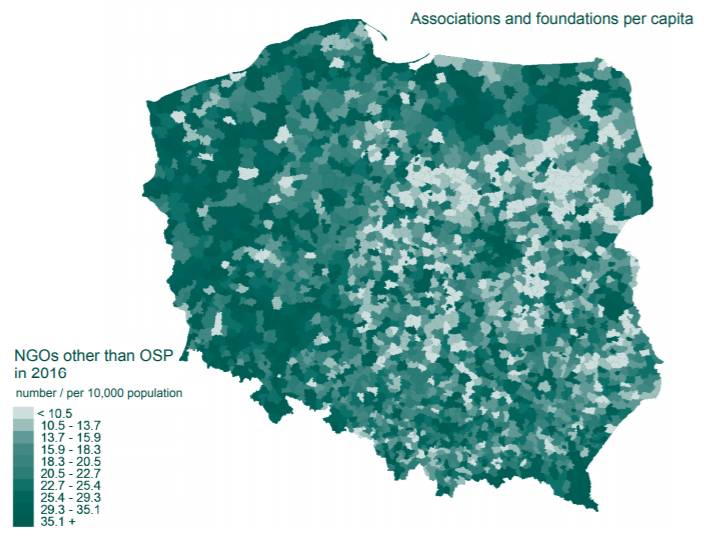 Associations and foundations per capita
NGOs other than OSP
in 2016
number / per 10,000 population
< 10.5
10.5 - 13.7
13.7 - 15.9
15.9 - 18.3
18.3 - 20.5
20.5 - 22.7
22.7 - 25.4
25.4 - 29.3
29.3 - 35.1
35.1 +